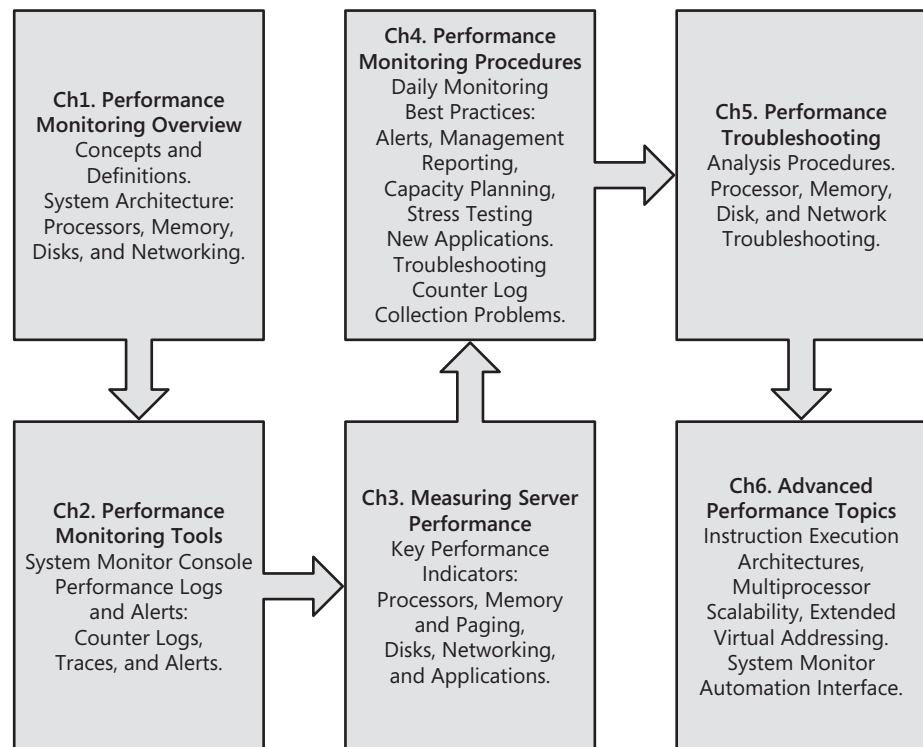 Ch1. Performance
Monitoring Overview
Concepts and
Definitions.
System Architecture:
Processors, Memory,
Disks, and Networking.
Ch2. Performance
Monitoring Tools
System Monitor Console
Performance Logs
and Alerts:
Counter Logs,
Traces, and Alerts.
Ch3. Measuring Server
Performance
Key Performance
Indicators:
Processors, Memory
and Paging,
Disks, Networking,
and Applications.
Ch4. Performance
Monitoring Procedures
Daily Monitoring
Best Practices:
Alerts, Management
Reporting,
Capacity Planning,
Stress Testing
New Applications.
Troubleshooting
Counter Log
Collection Problems.
Ch5. Performance
Troubleshooting
Analysis Procedures.
Processor, Memory,
Disk, and Network
Troubleshooting.
Ch6. Advanced
Performance Topics
Instruction Execution
Architectures,
Multiprocessor
Scalability, Extended
Virtual Addressing.
System Monitor
Automation Interface.